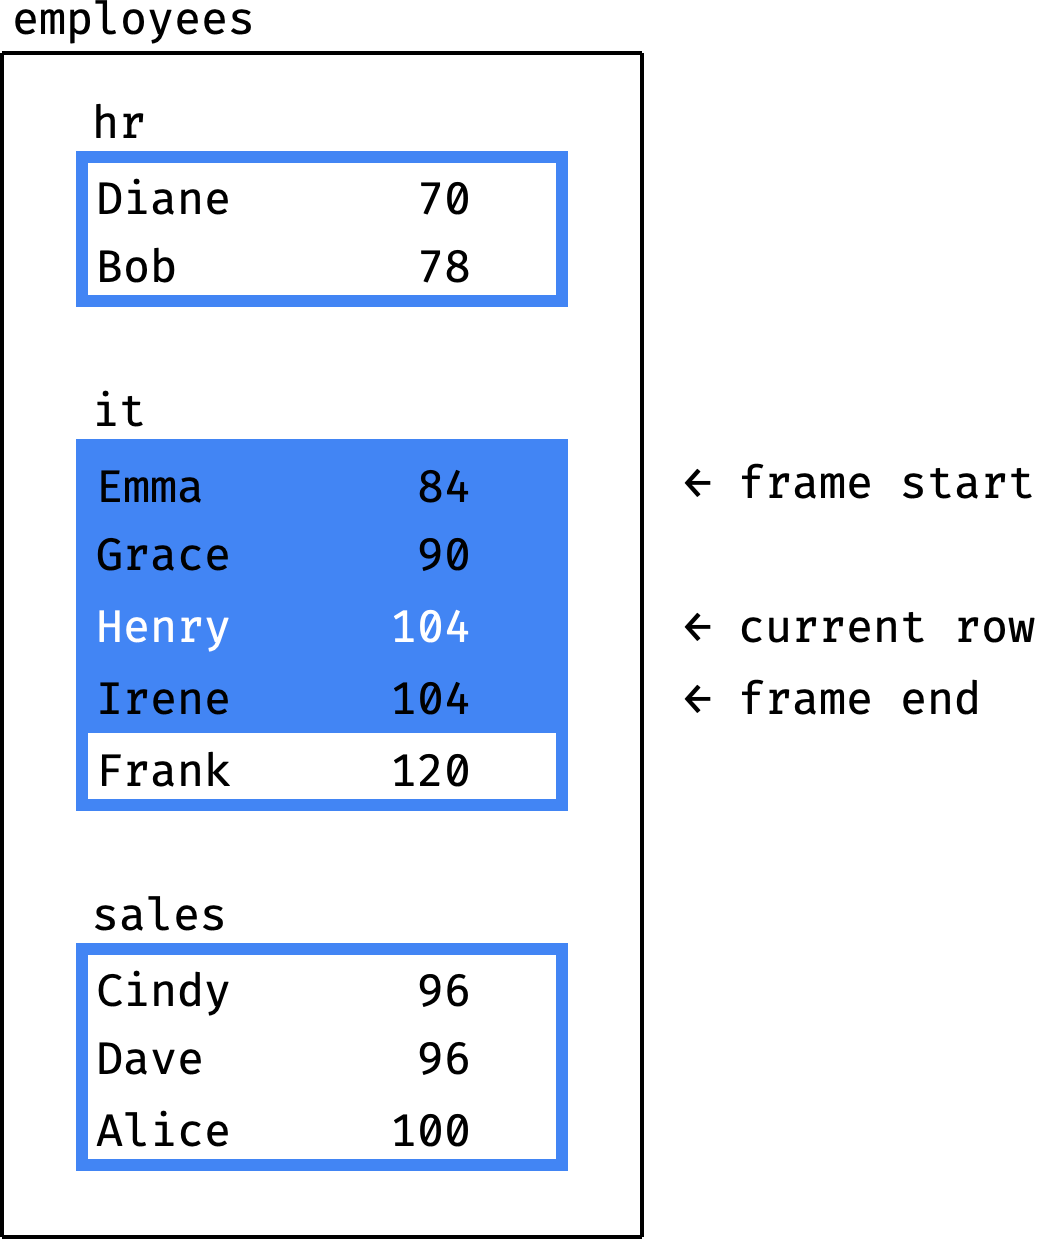 employees
hr
Diane 70
Bob 78
it
Emma 84 ← frame start
Grace 90
Henry 104 ← current row
Irene 104 ← frame end
Frank 120
sales
Cindy 96
Dave 96
Alice 100